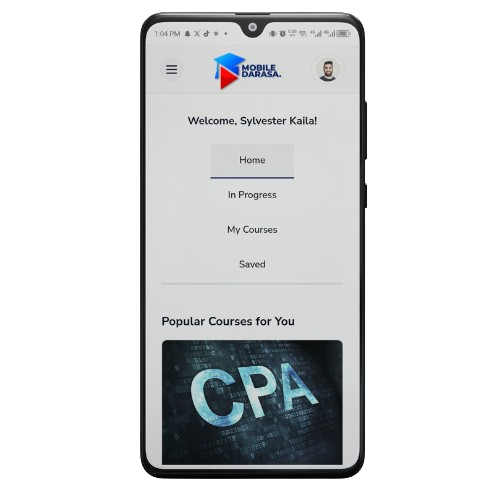 1:04 PM
MOBILE
DARASA.
Welcome, Sylvester Kaila!
Home
In Progress
My Courses
Saved
Popular Courses for You
CPA